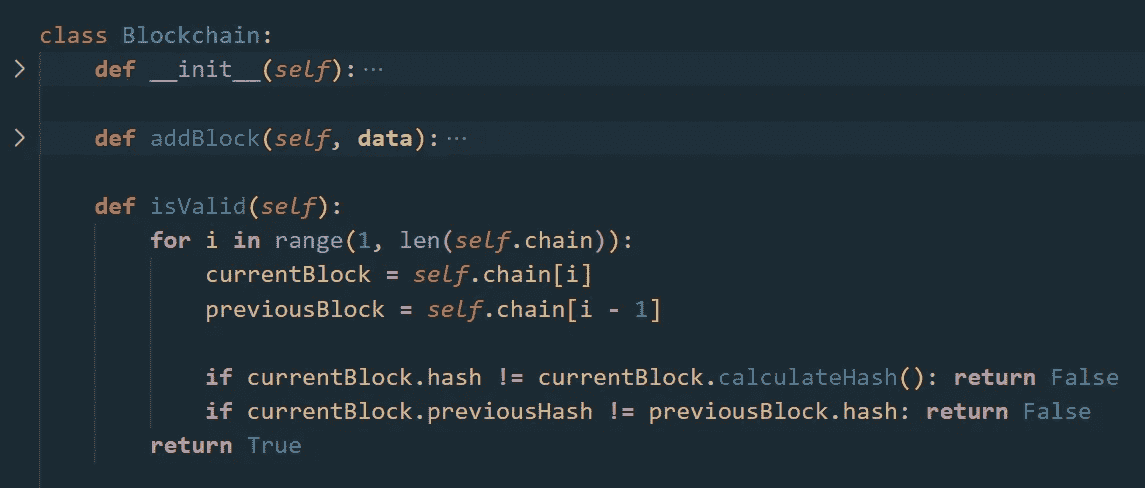 class Blockchain:
    def __init__(self):···
    def addBlock(self, data):···
    def isValid(self):
        for i in range(1, len(self.chain)):
            currentBlock = self.chain[i]
            previousBlock = self.chain[i - 1]
            if currentBlock.hash != currentBlock.calculateHash(): return False
            if currentBlock.previousHash != previousBlock.hash: return False
        return True